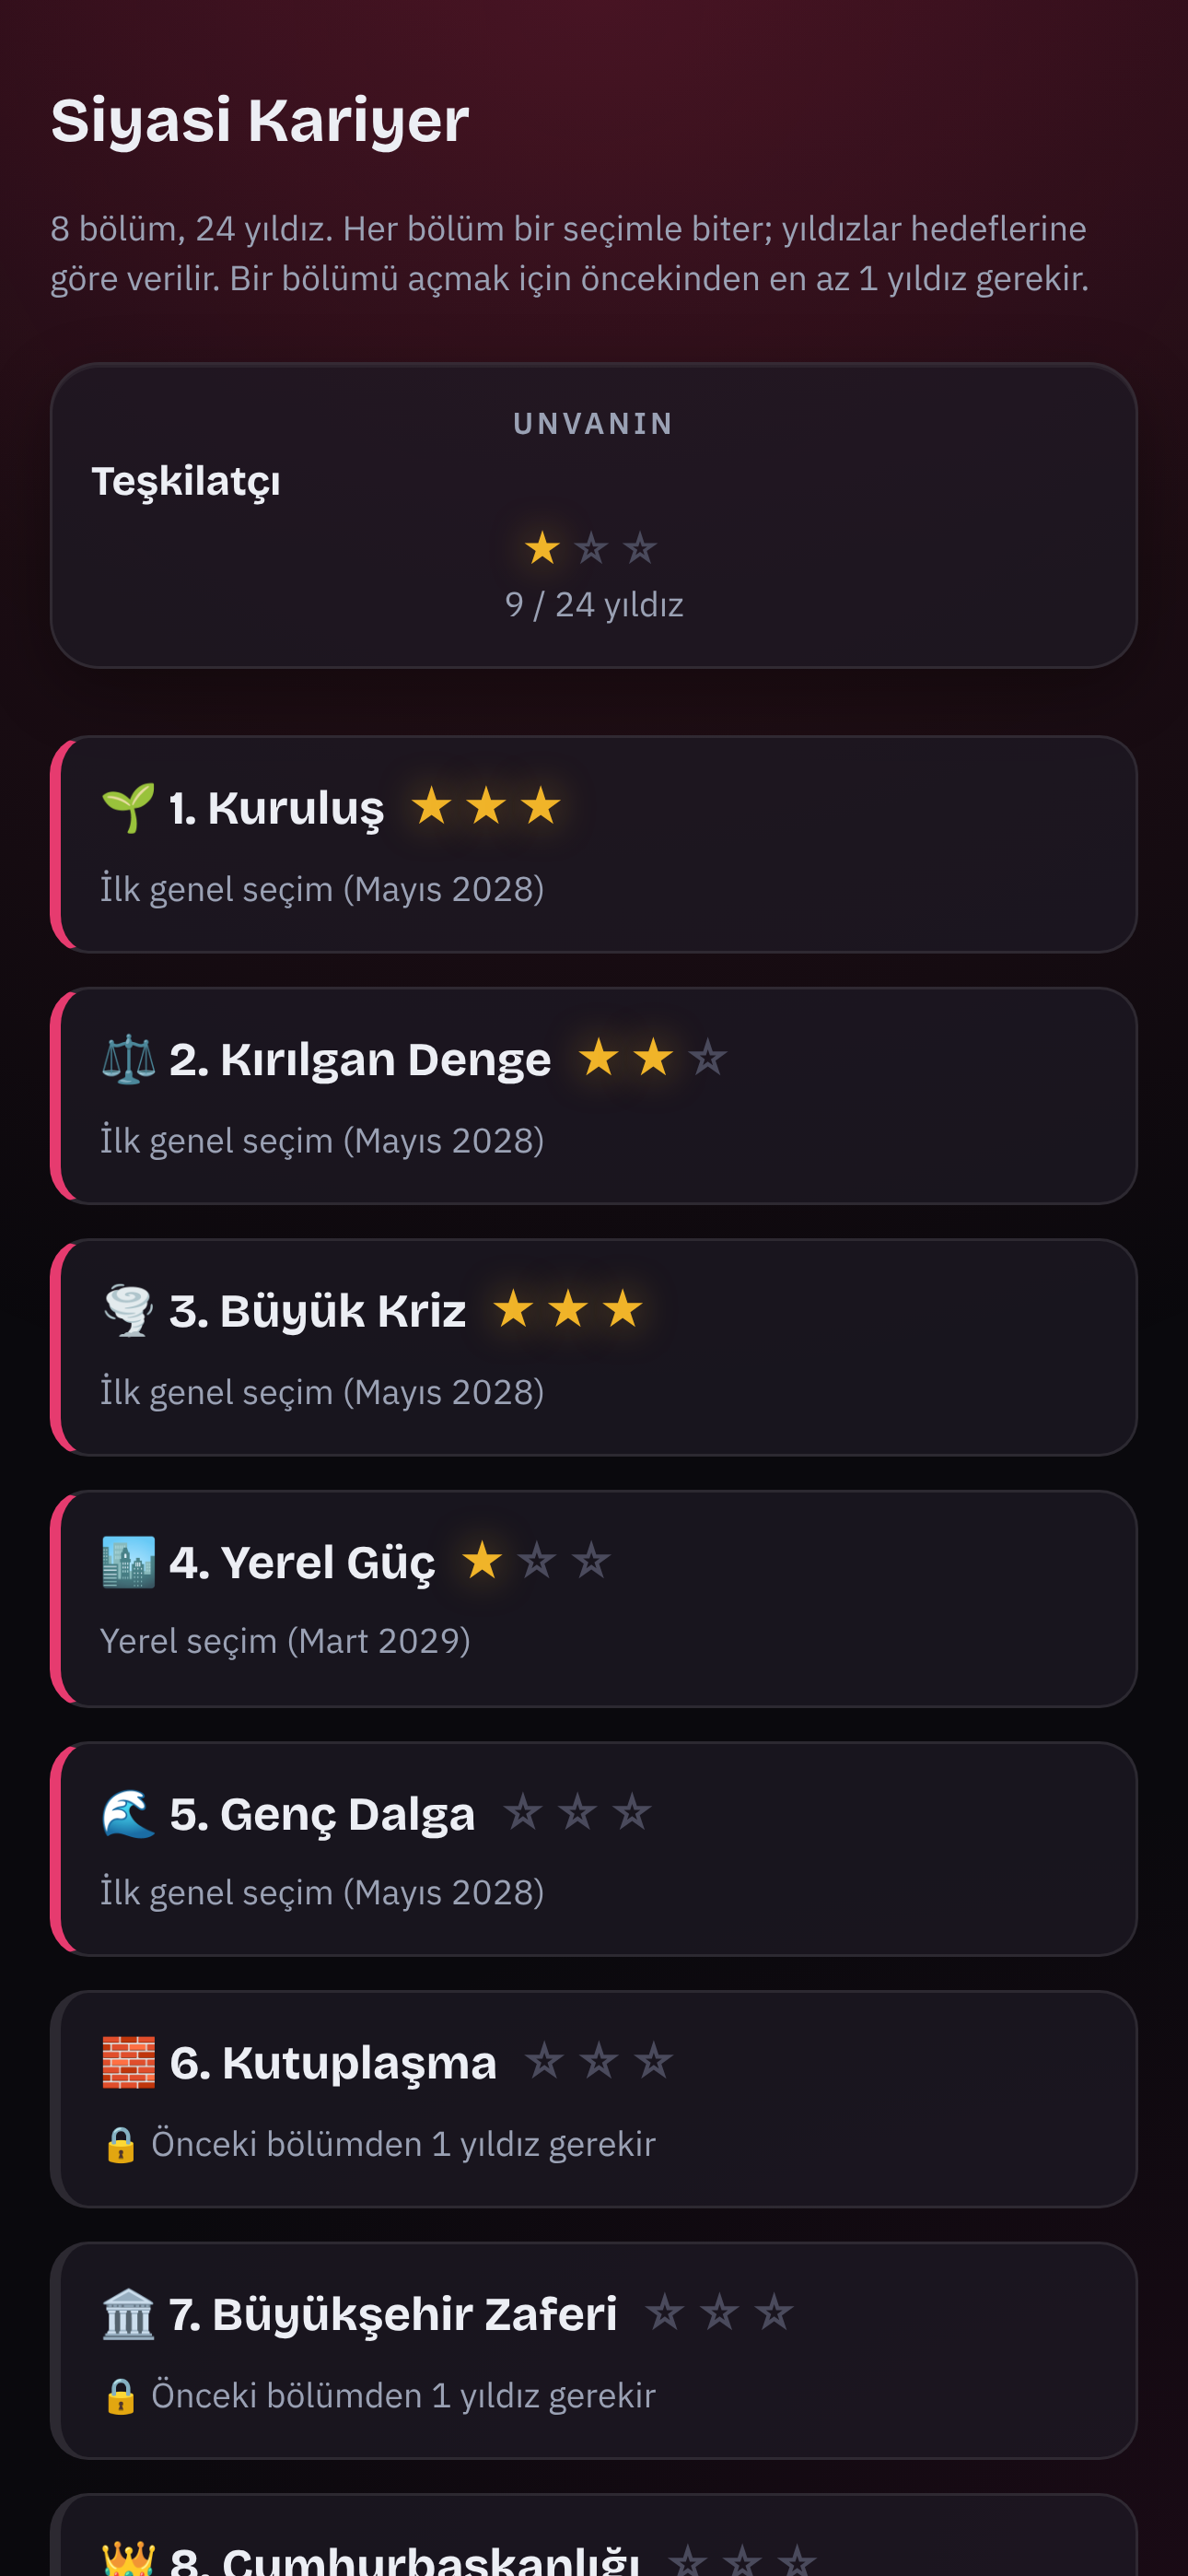 Siyasi Kariyer
8 bölüm, 24 yıldız. Her bölüm bir seçimle biter; yıldızlar hedeflerine
göre verilir. Bir bölümü açmak için öncekinden en az 1 yıldız gerekir.
UNVANIN
Teşkilatçı
9 / 24 yıldız
1. Kuruluş
İlk genel seçim (Mayıs 2028)
2. Kırılgan Denge
İlk genel seçim (Mayıs 2028)
3. Büyük Kriz
İlk genel seçim (Mayıs 2028)
4. Yerel Güç
Yerel seçim (Mart 2029)
5. Genç Dalga
İlk genel seçim (Mayıs 2028)
6. Kutuplaşma
Önceki bölümden 1 yıldız gerekir
7. Büyükşehir Zaferi
Önceki bölümden 1 yıldız gerekir
8. Cumhurbaşkanlığı